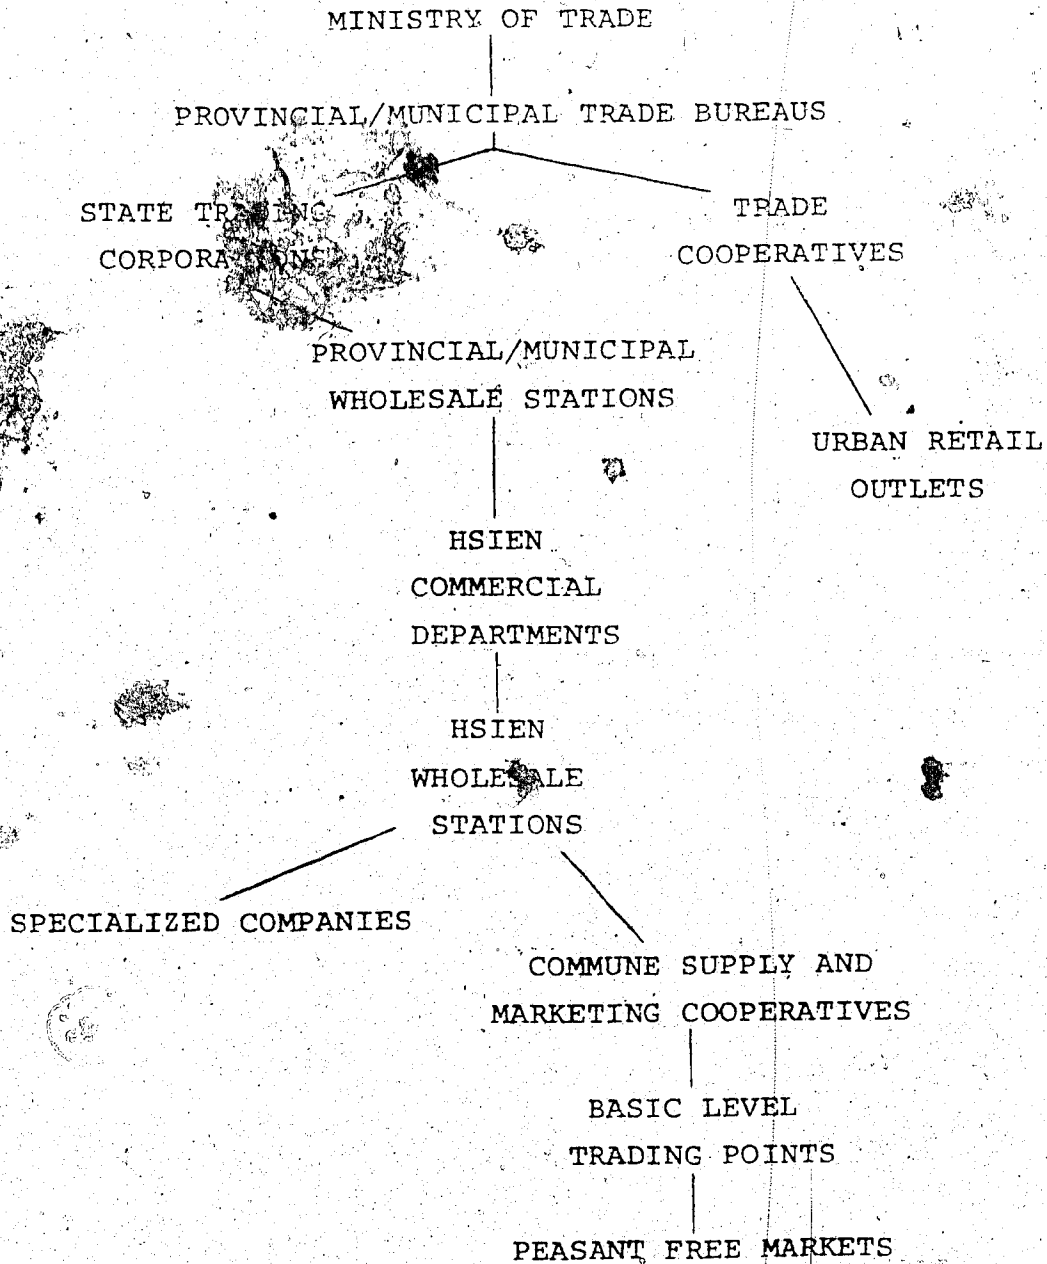 MINISTRY OF TRADE
PROVINCIAL/MUNICIPAL TRADE BUREAUS
STATE TRADING
CORPORATIONS
TRADE
COOPERATIVES
PROVINCIAL/MUNICIPAL
WHOLESALE STATIONS
URBAN RETAIL
OUTLETS
HSIEN
COMMERCIAL
DEPARTMENTS
HSIEN
WHOLESALE
STATIONS
SPECIALIZED COMPANIES
COMMUNE SUPPLY AND
MARKETING COOPERATIVES
BASIC LEVEL
TRADING POINTS
PEASANT FREE MARKETS